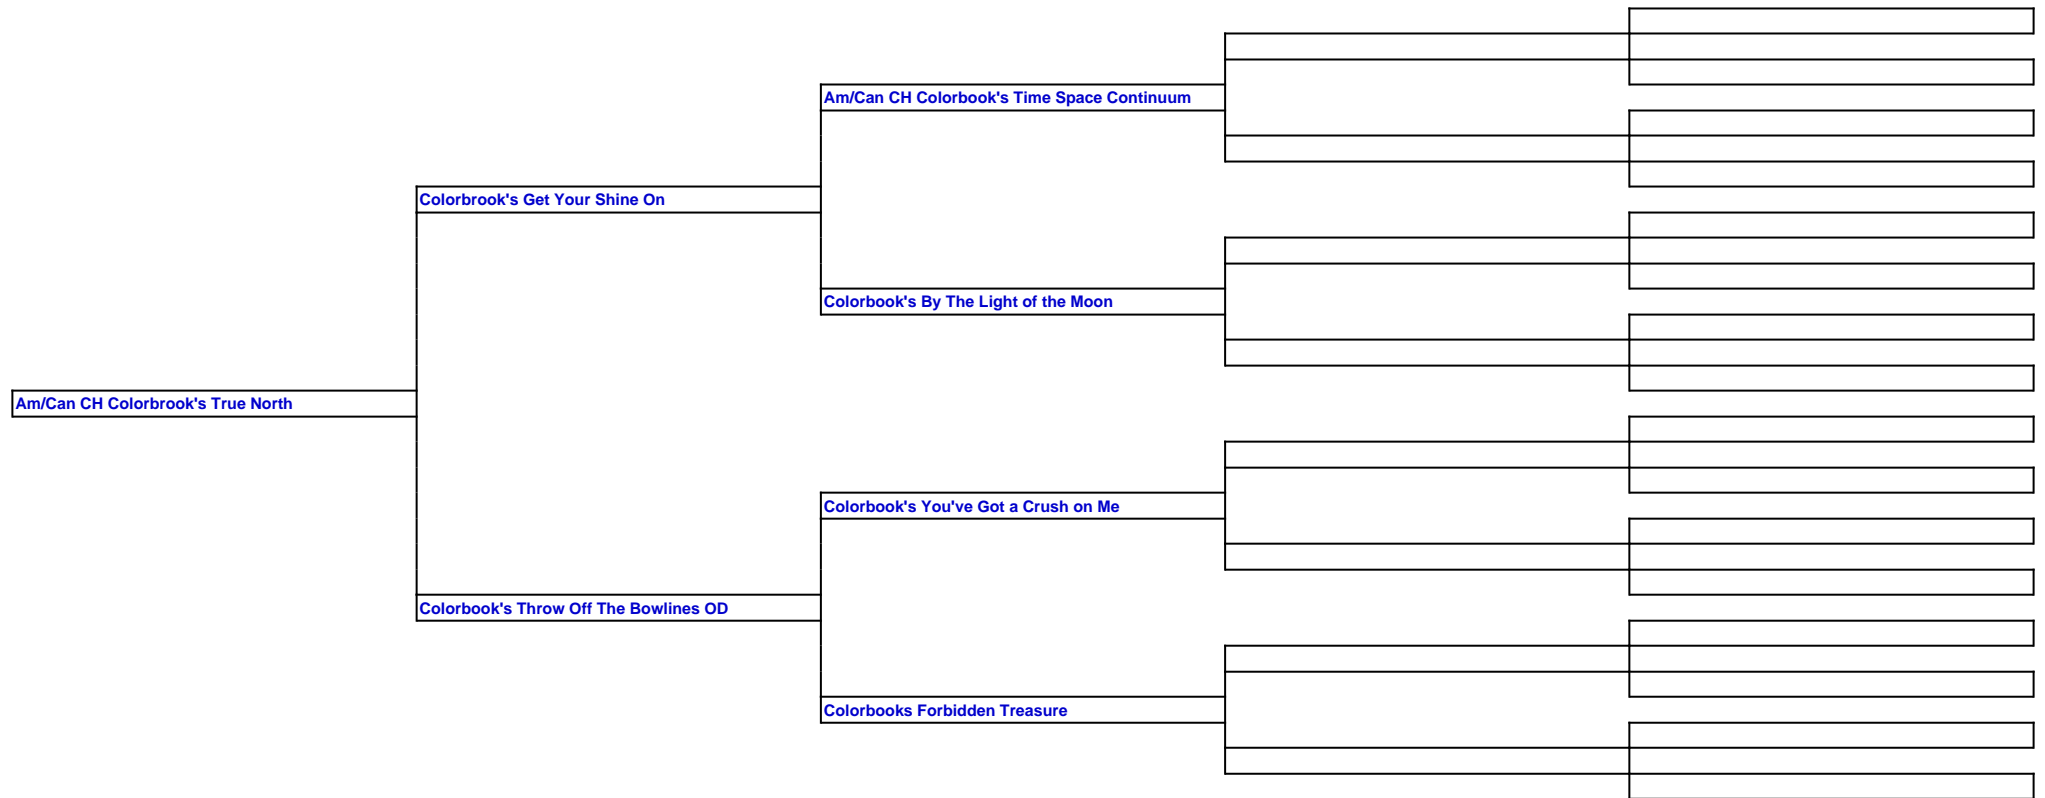 Am/Can CH Colorbook's Time Space Continuum
Colorbrook's Get Your Shine On
Colorbook's By The Light of the Moon
Am/Can CH Colorbrook's True North
Colorbook's You've Got a Crush on Me
Colorbook's Throw Off The Bowlines OD
Colorbooks Forbidden Treasure